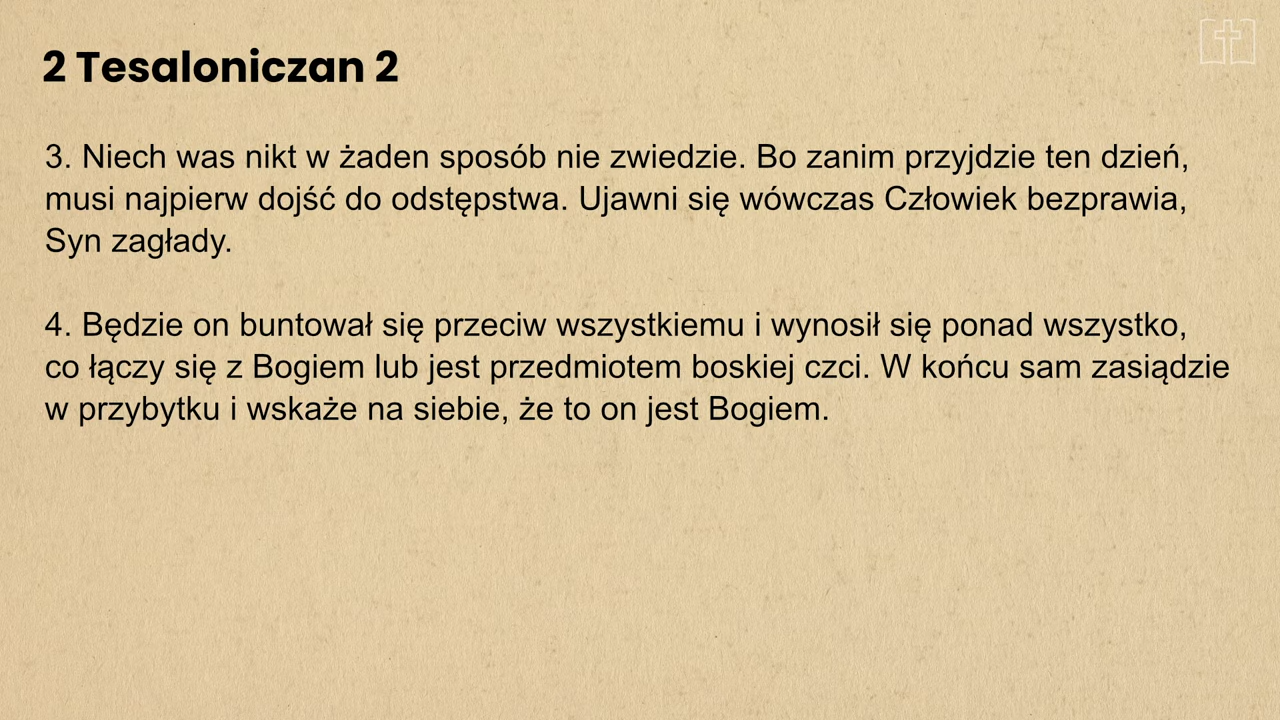 2 Tesaloniczan 2
3. Niech was nikt w żaden sposób nie zwiedzie. Bo zanim przyjdzie ten dzień,
musi najpierw dojść do odstępstwa. Ujawni się wówczas Człowiek bezprawia,
Syn zagłady.
4. Będzie on buntował się przeciw wszystkiemu i wynosił się ponad wszystko,
co łączy się z Bogiem lub jest przedmiotem boskiej czci. W końcu sam zasiądzie
w przybytku i wskaże na siebie, że to on jest Bogiem.